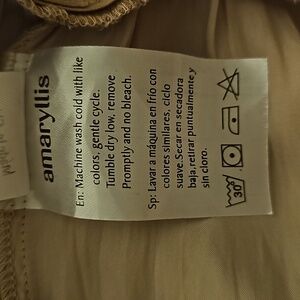 amaryllis
En: Machine wash cold with like
colors, gentle cycle.
Tumble dry low, remove
Promptly and no bleach.
Sp: Lavar a máquina en frío con
colores similares, ciclo
suave.Secar en secadora
baja,retirar puntualmente y
sin cloro.
30°